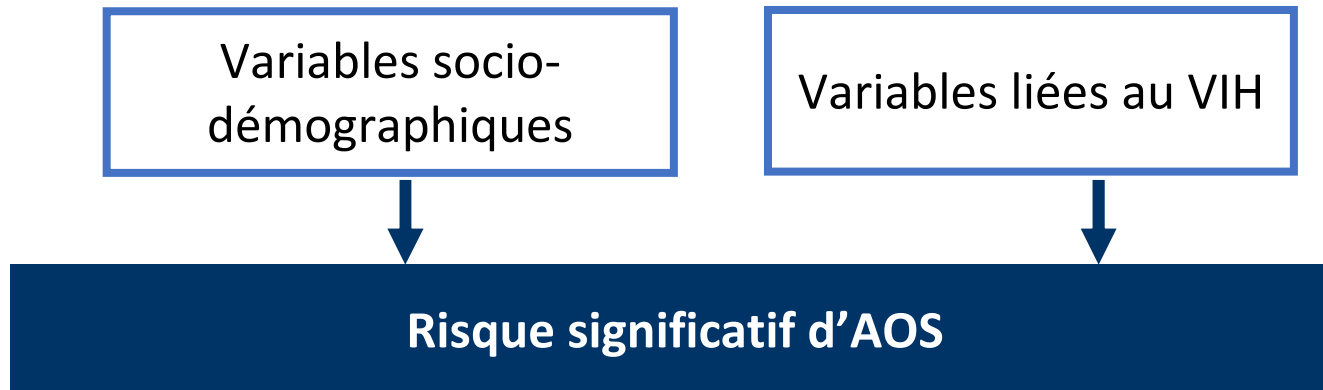 Variables socio-
démographiques
Variables liées au VIH
Risque significatif d’AOS